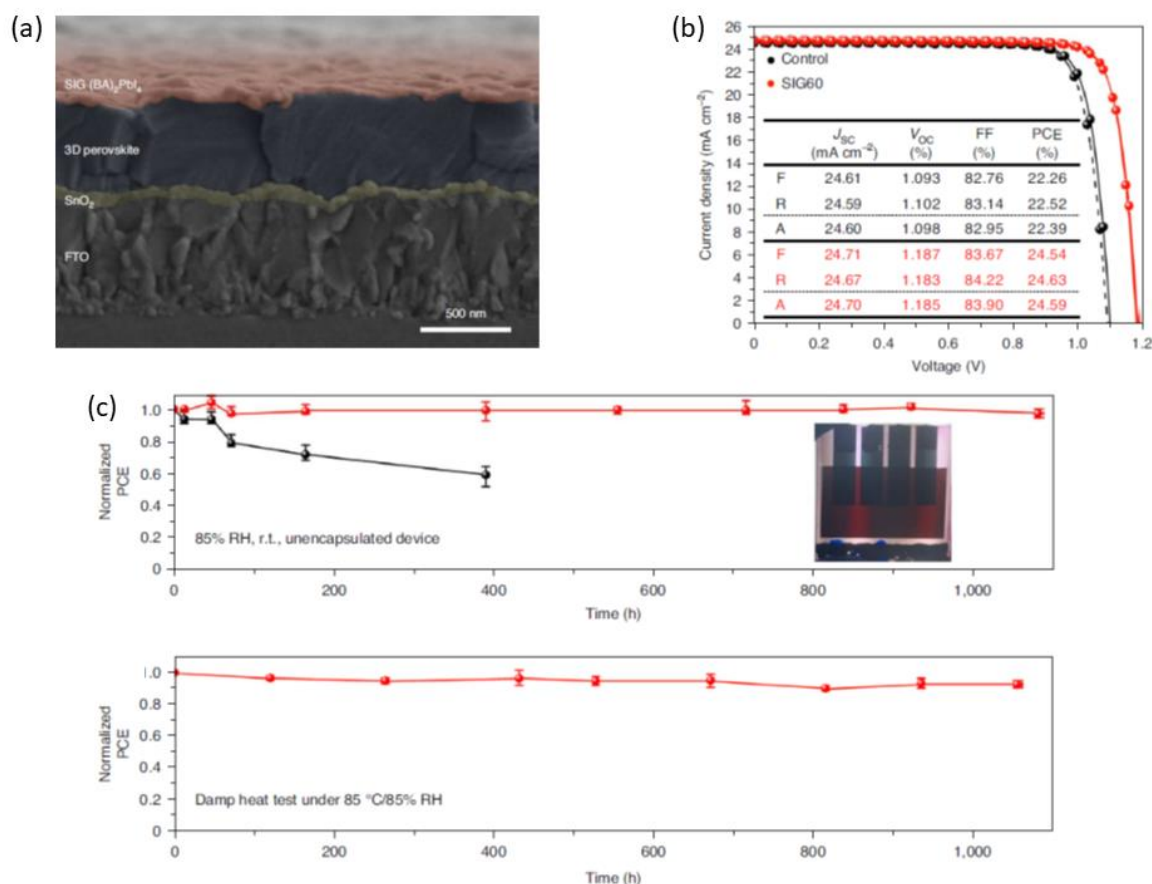 (a)
SIG (BA)₂PbI₄
3D perovskite
SnO₂
FTO
500 nm
(b)
Current density (mA cm⁻²)
26
24
22
20
18
16
14
12
10
8
6
4
2
0
Control
SIG60
J_SC V_OC FF PCE
(mA cm⁻²) (%) (%) (%)
F 24.61 1.093 82.76 22.26
R 24.59 1.102 83.14 22.52
A 24.60 1.098 82.95 22.39
F 24.71 1.187 83.67 24.54
R 24.67 1.183 84.22 24.63
A 24.70 1.185 83.90 24.59
0 0.2 0.4 0.6 0.8 1.0 1.2
Voltage (V)
(c)
Normalized
PCE
1.0
0.8
0.6
0.4
0.2
0
85% RH, r.t., unencapsulated device
0 200 400 600 800 1,000
Time (h)
Normalized
PCE
1.0
0.8
0.6
0.4
0.2
0
Damp heat test under 85 °C/85% RH
0 200 400 600 800 1,000
Time (h)